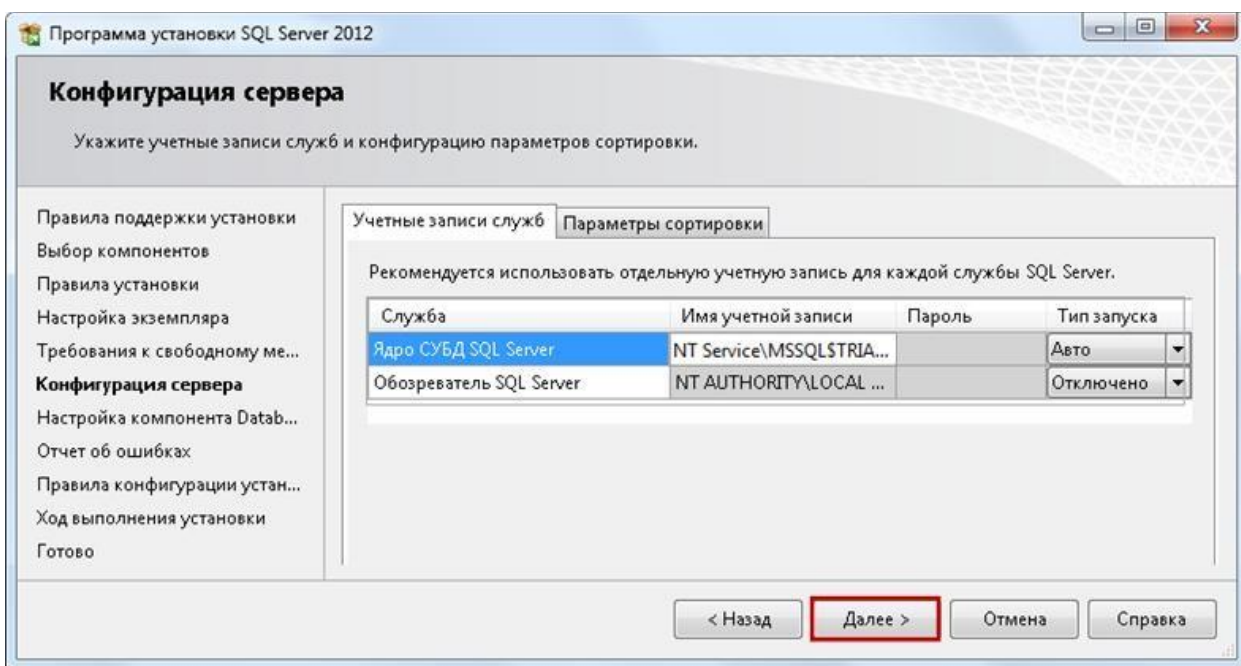 Программа установки SQL Server 2012
Конфигурация сервера
Укажите учетные записи служб и конфигурацию параметров сортировки.
Правила поддержки установки
Выбор компонентов
Правила установки
Настройка экземпляра
Требования к свободному ме...
Конфигурация сервера
Настройка компонента Datab...
Отчет об ошибках
Правила конфигурации устан...
Ход выполнения установки
Готово
Учетные записи служб Параметры сортировки
Рекомендуется использовать отдельную учетную запись для каждой службы SQL Server.
Служба Имя учетной записи Пароль Тип запуска
Ядро СУБД SQL Server NT Service\MSSQL$TRIA... Авто
Обозреватель SQL Server NT AUTHORITY\LOCAL ... Отключено
< Назад Далее > Отмена Справка